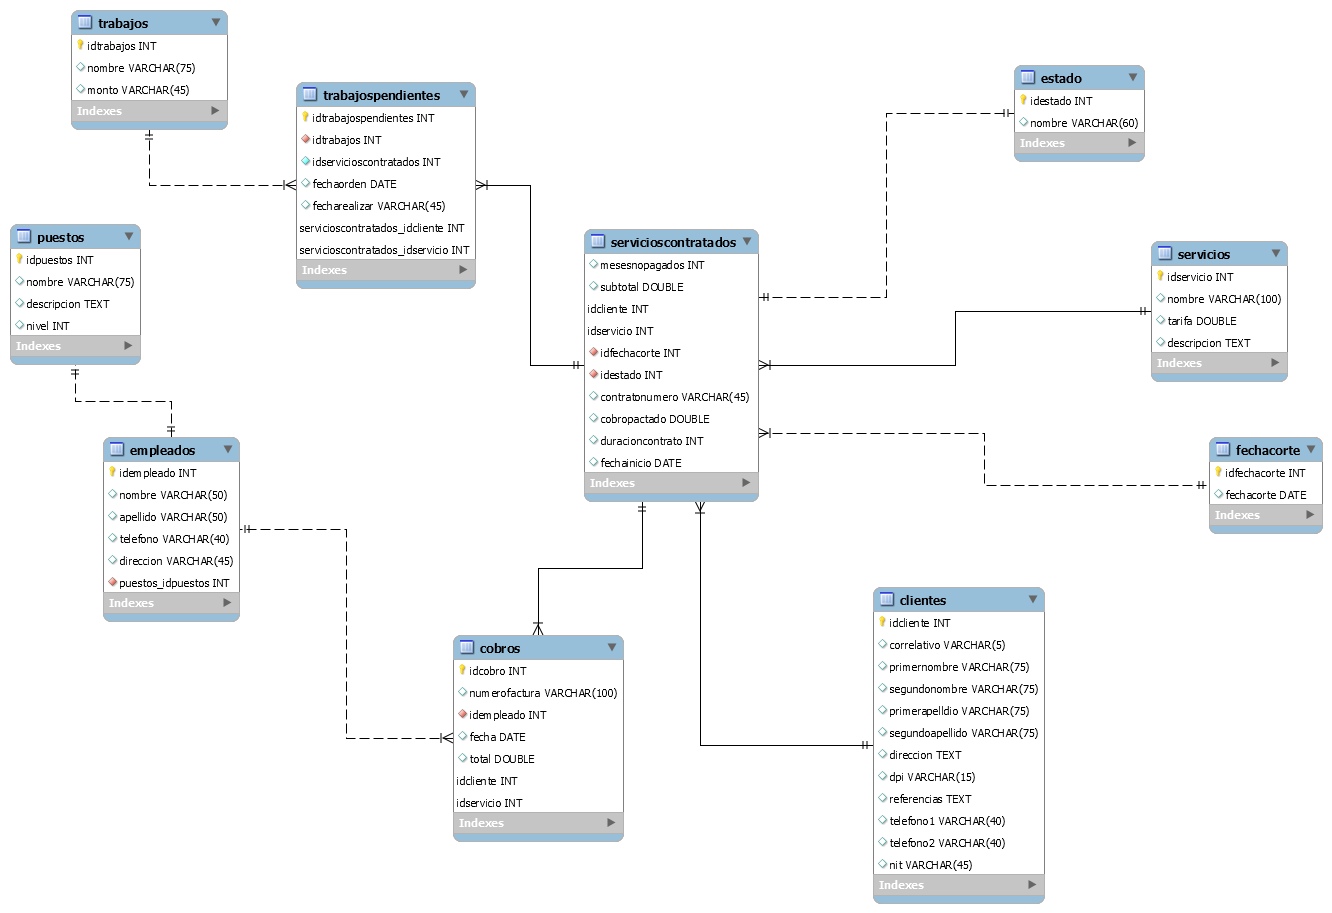 trabajos
idtrabajos INT
nombre VARCHAR(75)
monto VARCHAR(45)
Indexes
trabajospendientes
idtrabajospendientes INT
idtrabajos INT
idservicioscontratados INT
fechaorden DATE
fecharealizar VARCHAR(45)
servicioscontratados_idcliente INT
servicioscontratados_idservicio INT
Indexes
estado
idestado INT
nombre VARCHAR(60)
Indexes
puestos
idpuestos INT
nombre VARCHAR(75)
descripcion TEXT
nivel INT
Indexes
servicioscontratados
mesesnopagados INT
subtotal DOUBLE
idcliente INT
idservicio INT
idfechacorte INT
idestado INT
contratonumero VARCHAR(45)
cobropactado DOUBLE
duracioncontrato INT
fechainicio DATE
Indexes
servicios
idservicio INT
nombre VARCHAR(100)
tarifa DOUBLE
descripcion TEXT
Indexes
empleados
idempleado INT
nombre VARCHAR(50)
apellido VARCHAR(50)
telefono VARCHAR(40)
direccion VARCHAR(45)
puestos_idpuestos INT
Indexes
fechacorte
idfechacorte INT
fechacorte DATE
Indexes
cobros
idcobro INT
numerofactura VARCHAR(100)
idempleado INT
fecha DATE
total DOUBLE
idcliente INT
idservicio INT
Indexes
clientes
idcliente INT
correlativo VARCHAR(5)
primernombre VARCHAR(75)
segundonombre VARCHAR(75)
primerapelldio VARCHAR(75)
segundoapellido VARCHAR(75)
direccion TEXT
dpi VARCHAR(15)
referencias TEXT
telefono1 VARCHAR(40)
telefono2 VARCHAR(40)
nit VARCHAR(45)
Indexes